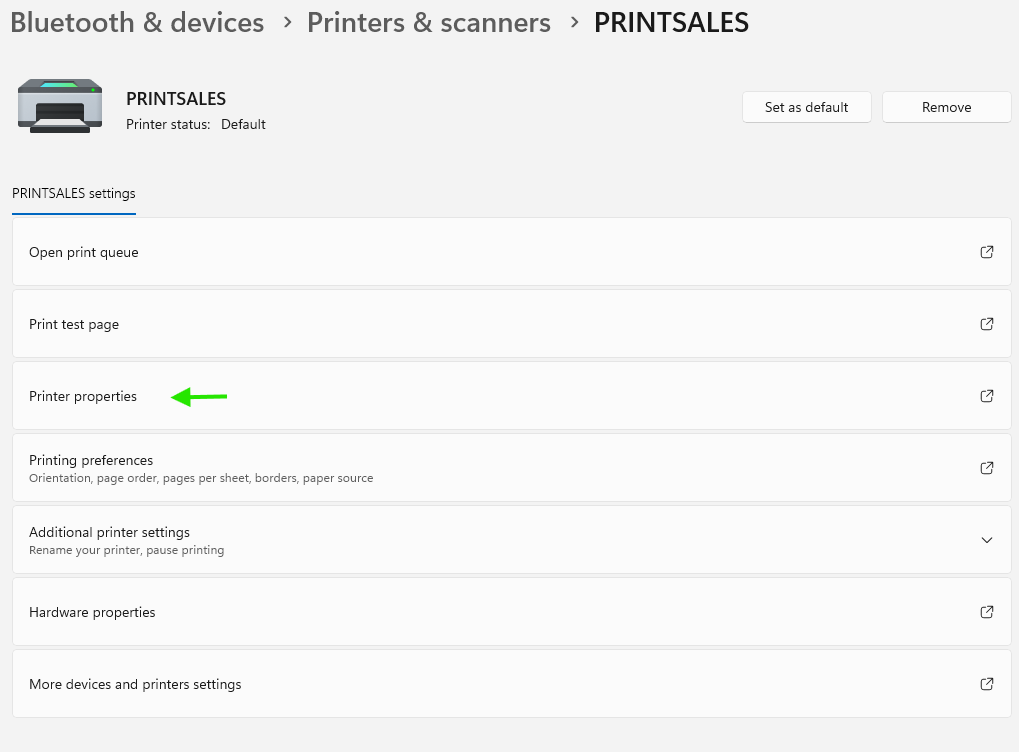 Bluetooth & devices > Printers & scanners > PRINTSALES
PRINTSALES
Set as default
Remove
Printer status: Default
PRINTSALES settings
Open print queue
Print test page
Printer properties
Printing preferences
Orientation, page order, pages per sheet, borders, paper source
Additional printer settings
Rename your printer, pause printing
Hardware properties
More devices and printers settings